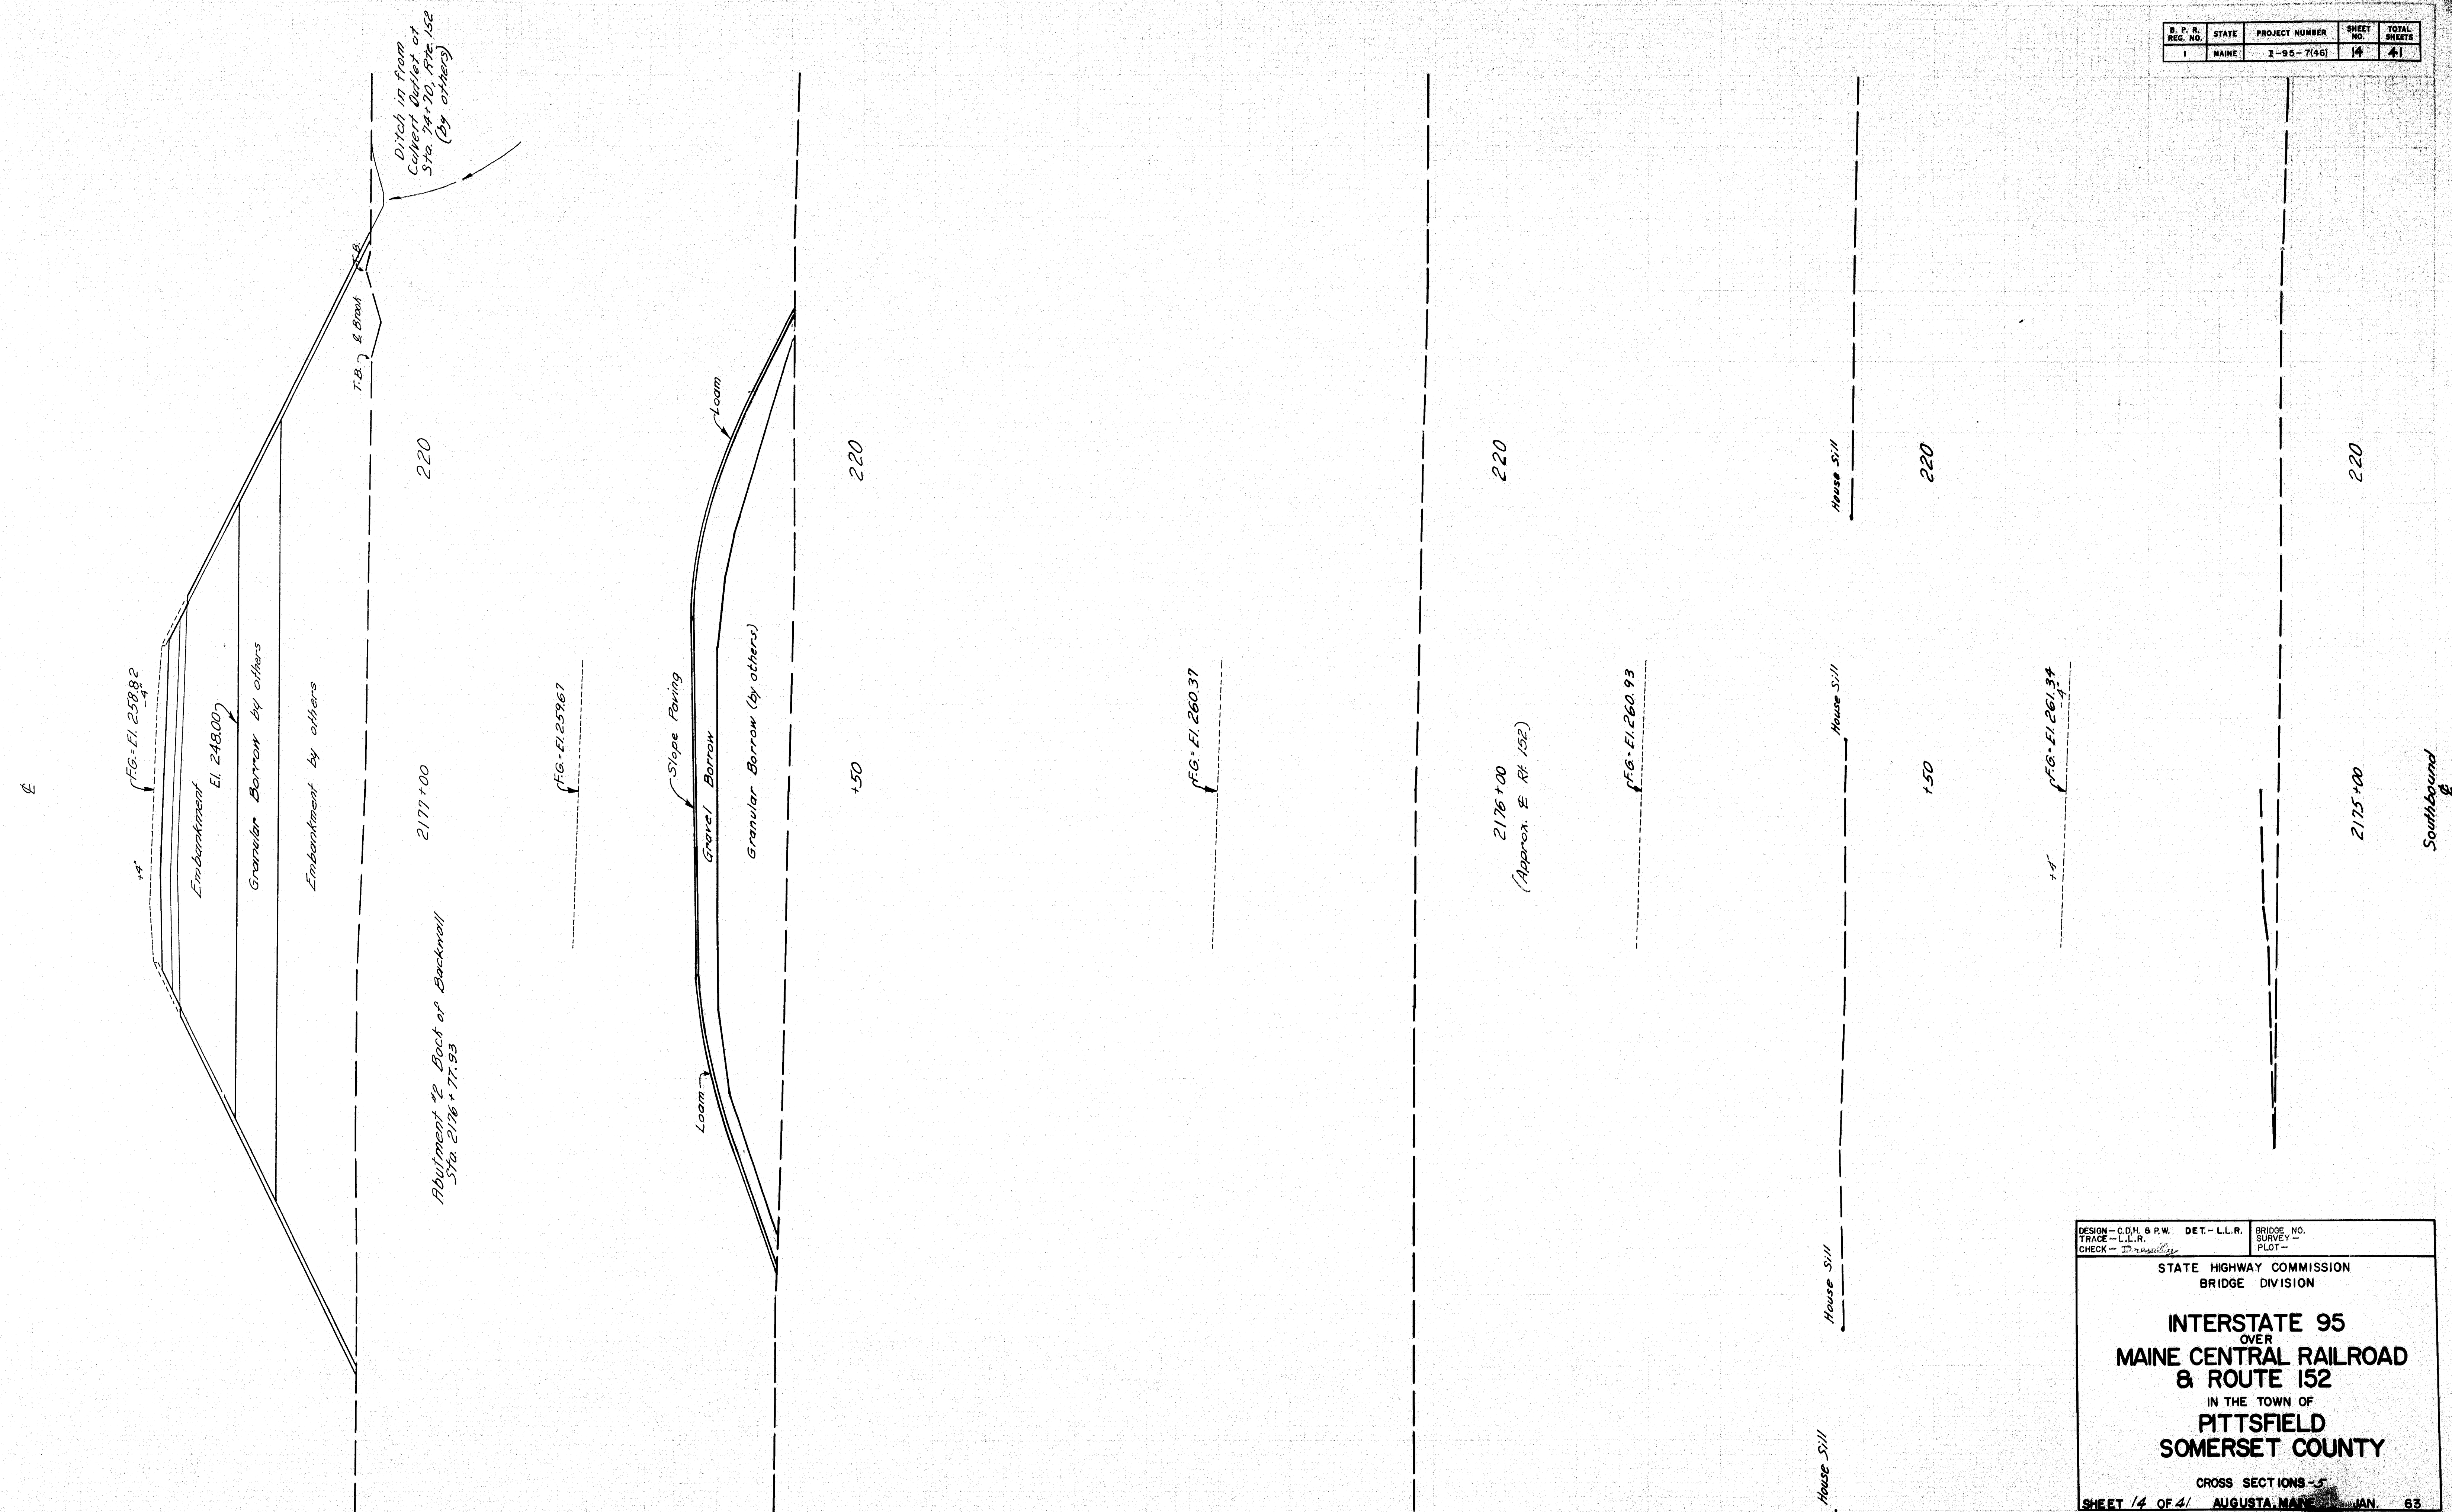 B. P. R. REG. NO. STATE PROJECT NUMBER SHEET NO. TOTAL SHEETS
1 MAINE I-95-7(46) 14 41
Ditch in from
Culvert Outlet at
Sta. 74+70, Rte. 152
(by others)
T.B.
℄ Brook
T.B.
220
℄
F.G. = El. 258.82
-4"
+4"
Embankment
El. 248.00
Granular Borrow by others
Embankment by others
2177+00
Abutment #2 Back of Backwall
Sta. 2176+77.93
F.G. = El. 259.67
Loam
Slope Paving
Gravel Borrow
Granular Borrow (by others)
Loam
220
+50
F.G. = El. 260.37
220
2176+00
(Approx. ℄ Rt. 152)
F.G. = El. 260.93
House Sill
House Sill
House Sill
House Sill
220
+50
F.G. = El. 261.34
-4"
+4"
220
2175+00
Southbound
℄
DESIGN - C.D.H. & P.W. DET. - L.L.R.
TRACE - L.L.R.
CHECK -
BRIDGE NO.
SURVEY -
PLOT -
STATE HIGHWAY COMMISSION
BRIDGE DIVISION
INTERSTATE 95
OVER
MAINE CENTRAL RAILROAD
& ROUTE 152
IN THE TOWN OF
PITTSFIELD
SOMERSET COUNTY
CROSS SECTIONS - 5
SHEET 14 OF 41 AUGUSTA, MAINE JAN. 63